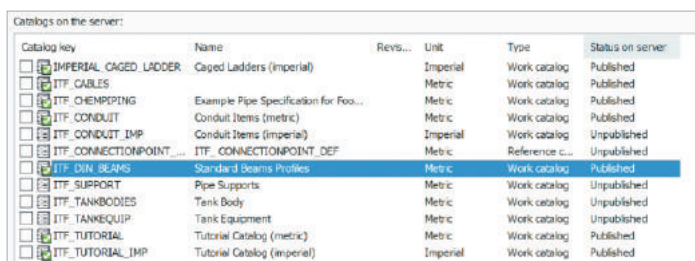 Catalogs on the server:
Catalog key Name Revis... Unit Type Status on server
IMPERIAL_CAGED_LADDER Caged Ladders (imperial) Imperial Work catalog Published
ITF_CABLES Metric Work catalog Published
ITF_CHEMPIPING Example Pipe Specification for Foo... Metric Work catalog Published
ITF_CONDUIT Conduit Items (metric) Metric Work catalog Published
ITF_CONDUIT_IMP Conduit Items (imperial) Imperial Work catalog Unpublished
ITF_CONNECTIONPOINT_... ITF_ CONNECTIONPOINT_DEF Metric Reference c... Unpublished
ITF_DIN_BEAMS Standard Beams Profiles Metric Work catalog Published
ITF_SUPPORT Pipe Supports Metric Work catalog Unpublished
ITF_TANKBODIES Tank Body Metric Work catalog Unpublished
ITF_TANKEQUIP Tank Equipment Metric Work catalog Unpublished
ITF_TUTORIAL Tutorial Catalog (metric) Metric Work catalog Published
ITF_TUTORIAL_IMP Tutorial Catalog (imperial) Imperial Work catalog Published